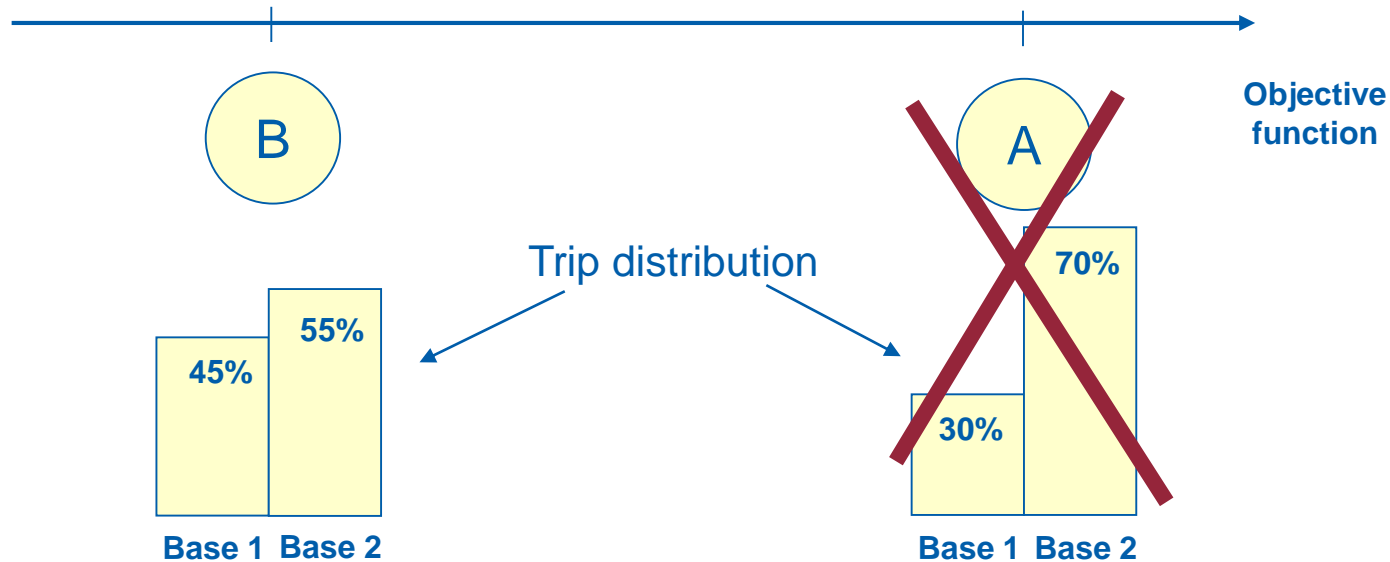 Objective
function
B
A
Trip distribution
45%
55%
30%
70%
Base 1 Base 2
Base 1 Base 2